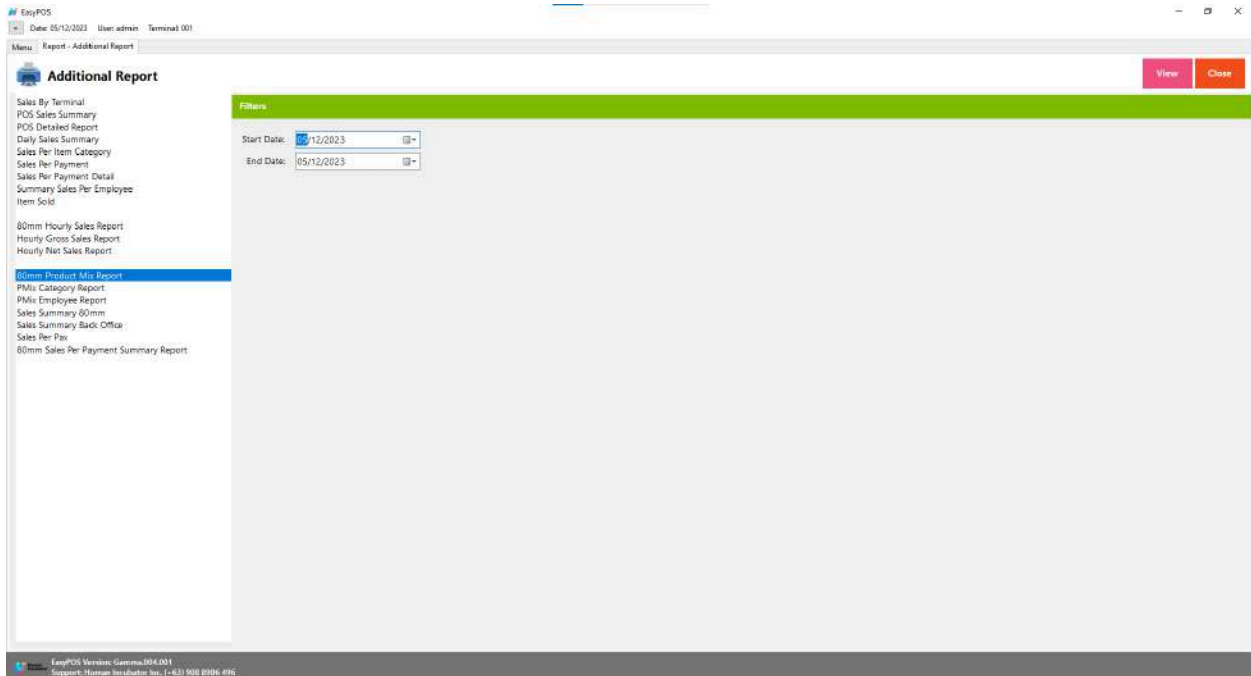 EasyPOS
Date: 05/12/2023 User: admin Terminal: 001
Menu Report - Additional Report
Additional Report
View Close
Sales By Terminal
POS Sales Summary
POS Detailed Report
Daily Sales Summary
Sales Per Item Category
Sales Per Payment
Sales Per Payment Detail
Summary Sales Per Employee
Item Sold
80mm Hourly Sales Report
Hourly Gross Sales Report
Hourly Net Sales Report
80mm Product Mix Report
PMix Category Report
PMix Employee Report
Sales Summary 80mm
Sales Summary Back Office
Sales Per Pax
80mm Sales Per Payment Summary Report
Filters
Start Date: 05/12/2023
End Date: 05/12/2023
EasyPOS Version: Gamma.004.001
Support: Human Incubator Inc. (+63) 900 8906 496